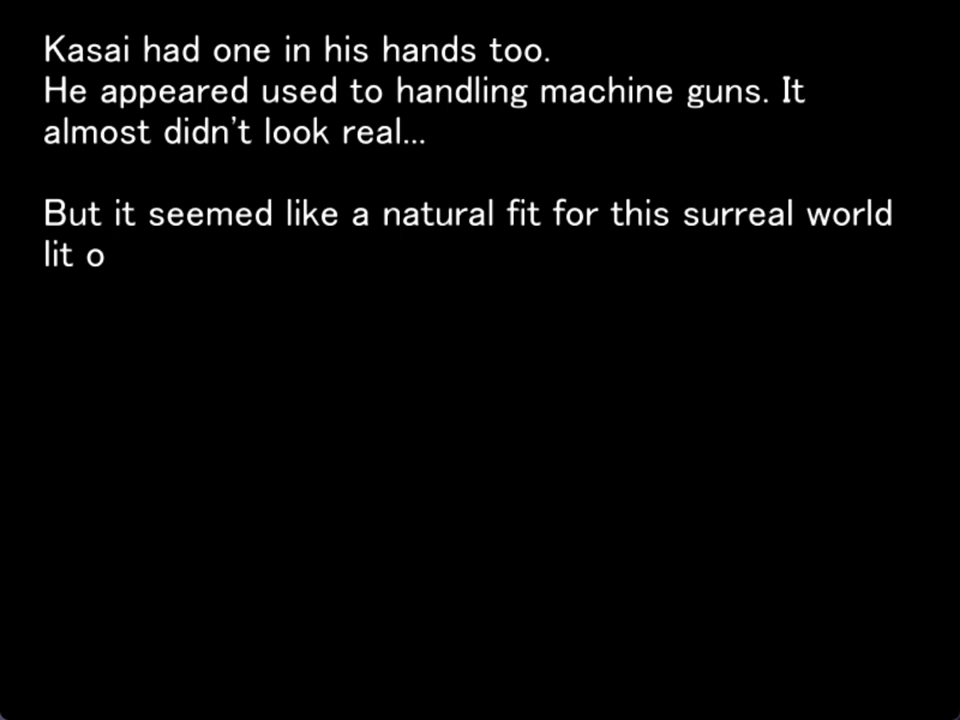 Kasai had one in his hands too.
He appeared used to handling machine guns. It
almost didn't look real...
But it seemed like a natural fit for this surreal world
lit o